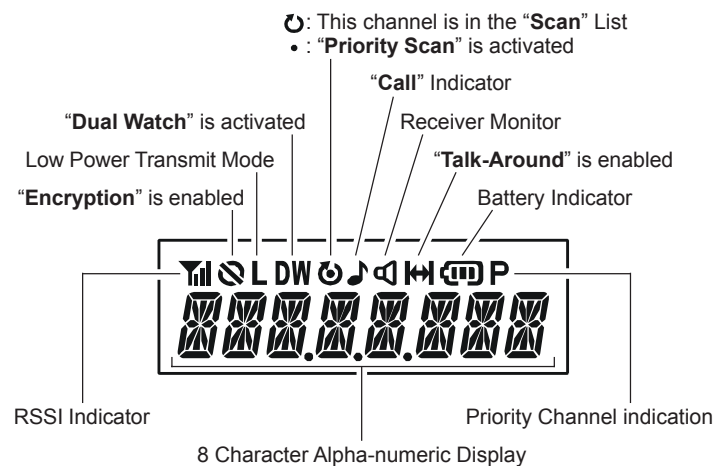 : This channel is in the “Scan” List
• : “Priority Scan” is activated
“Call” Indicator
“Dual Watch” is activated
Receiver Monitor
Low Power Transmit Mode
“Talk-Around” is enabled
“Encryption” is enabled
Battery Indicator
L DW P
RSSI Indicator
Priority Channel indication
8 Character Alpha-numeric Display